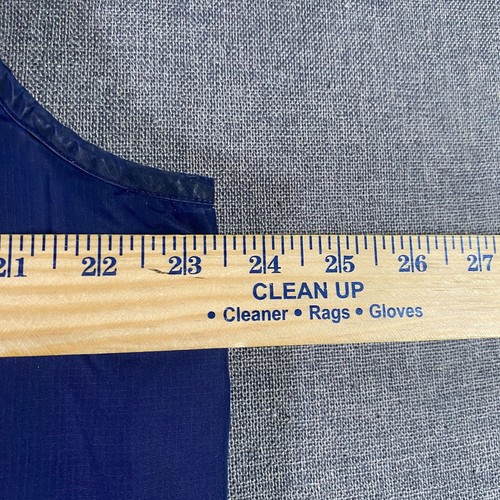 21 22 23 24 25 26 27
CLEAN UP
• Cleaner • Rags • Gloves